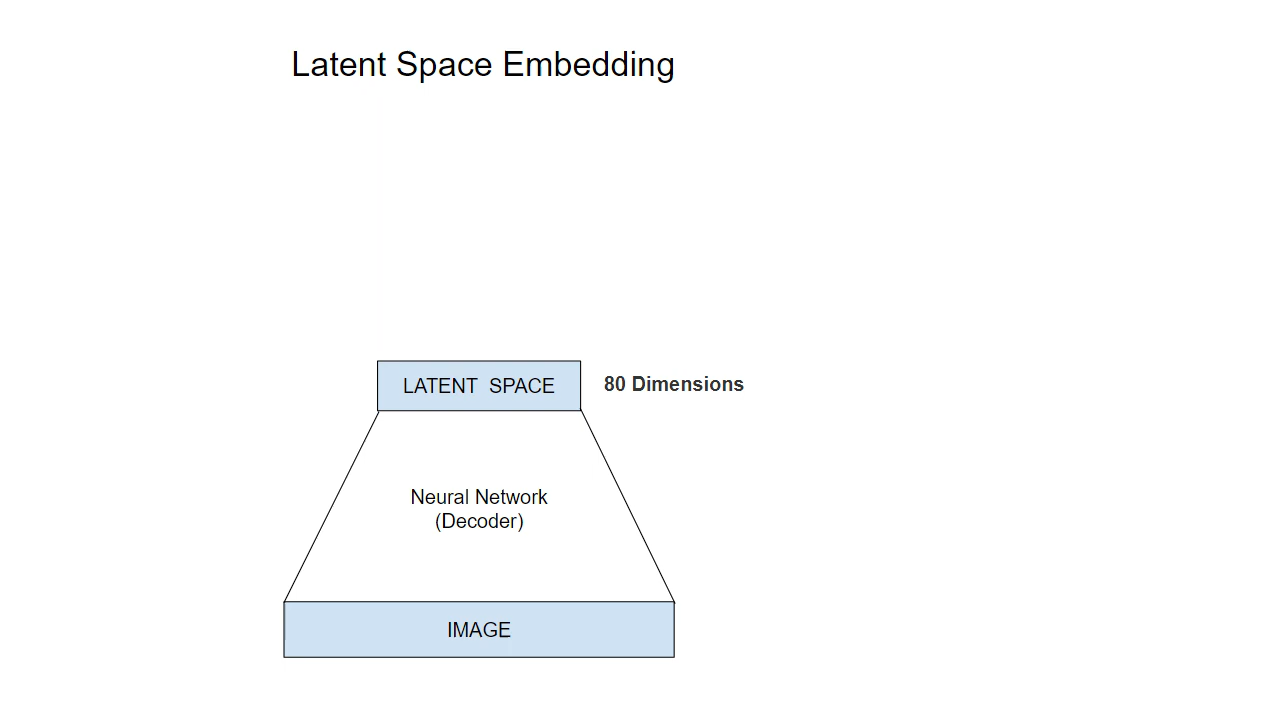 Latent Space Embedding
LATENT SPACE
80 Dimensions
Neural Network
(Decoder)
IMAGE